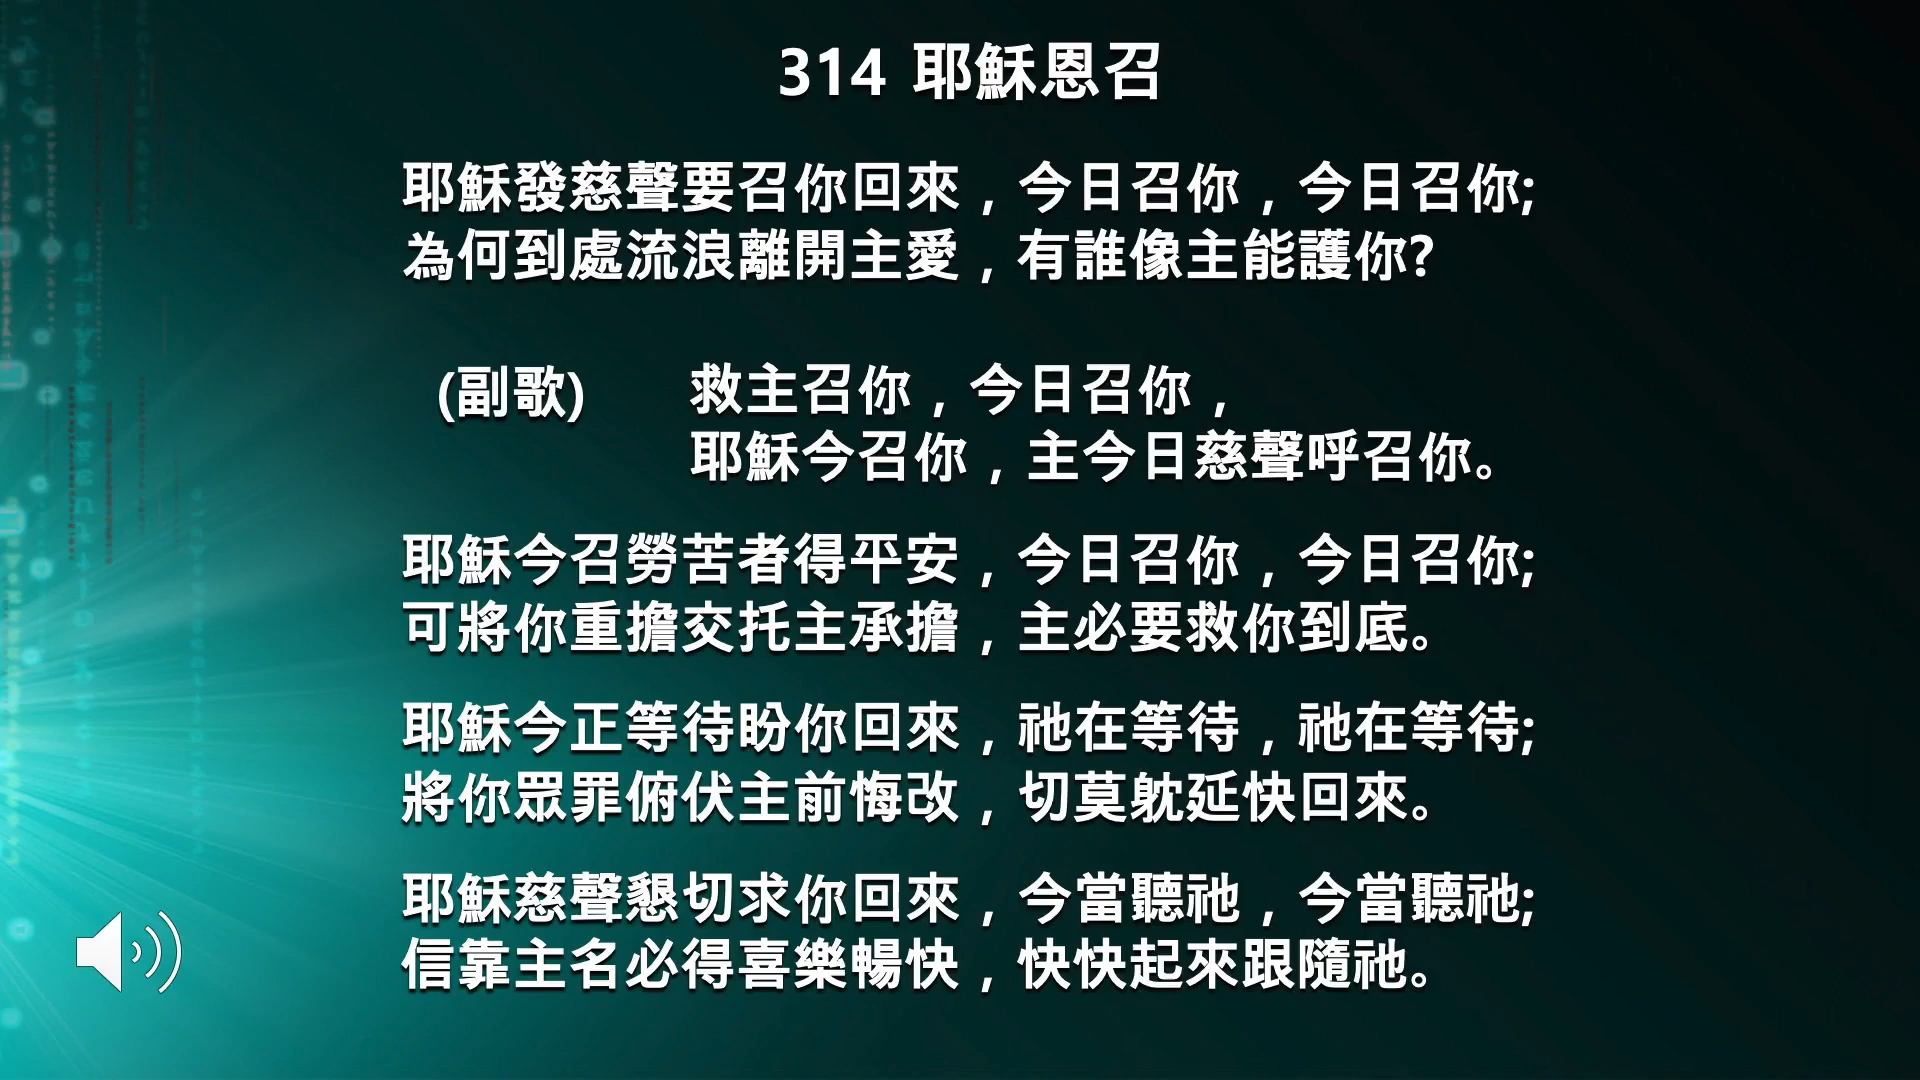 314 耶穌恩召
耶穌發慈聲要召你回來，今日召你，今日召你;
為何到處流浪離開主愛，有誰像主能護你?
(副歌) 救主召你，今日召你，
耶穌今召你，主今日慈聲呼召你。
耶穌今召勞苦者得平安，今日召你，今日召你;
可將你重擔交托主承擔，主必要救你到底。
耶穌今正等待盼你回來，祂在等待，祂在等待;
將你眾罪俯伏主前悔改，切莫躭延快回來。
耶穌慈聲懇切求你回來，今當聽祂，今當聽祂;
信靠主名必得喜樂暢快，快快起來跟隨祂。